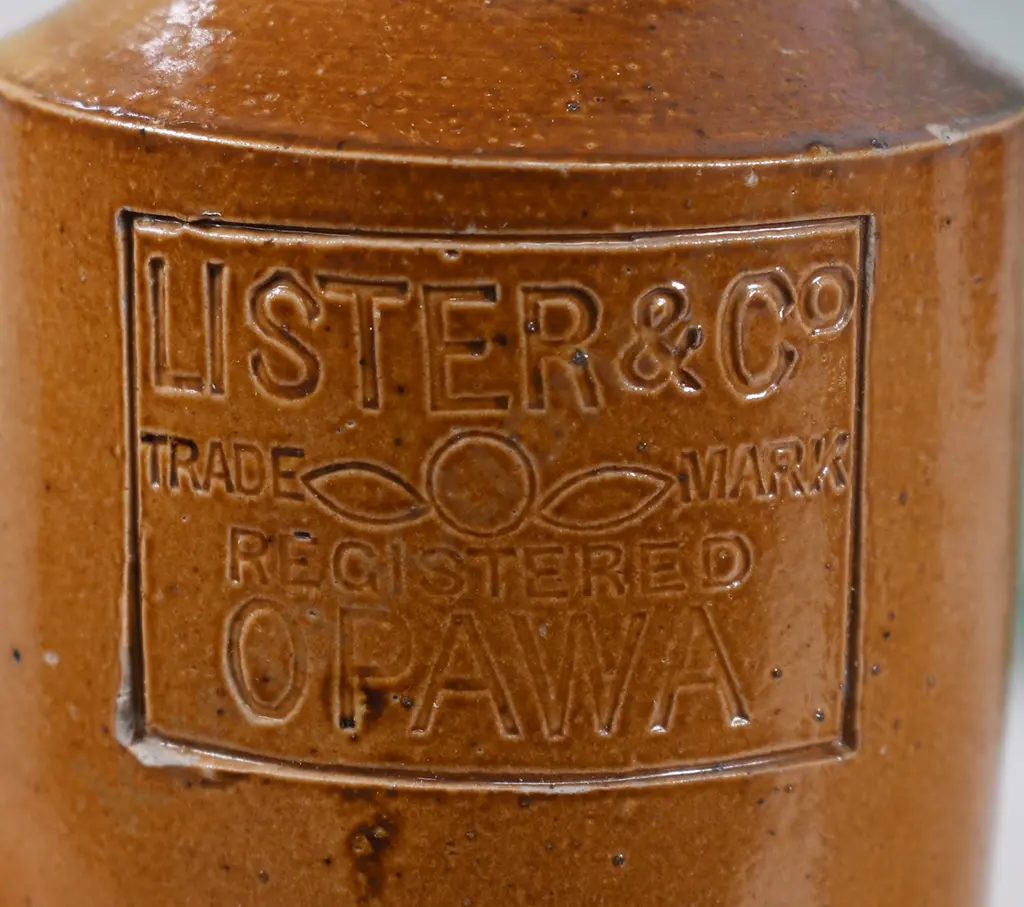 LISTER & Co
TRADE MARK
REGISTERED
OPAWA